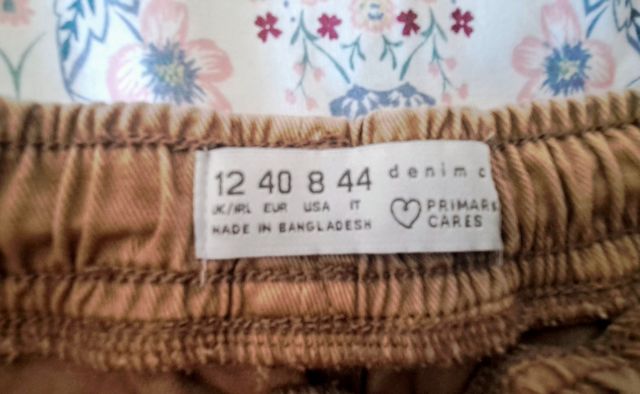 12 40 8 44 denim c
UK/IRL EUR USA IT
MADE IN BANGLADESH
PRIMARK
CARES